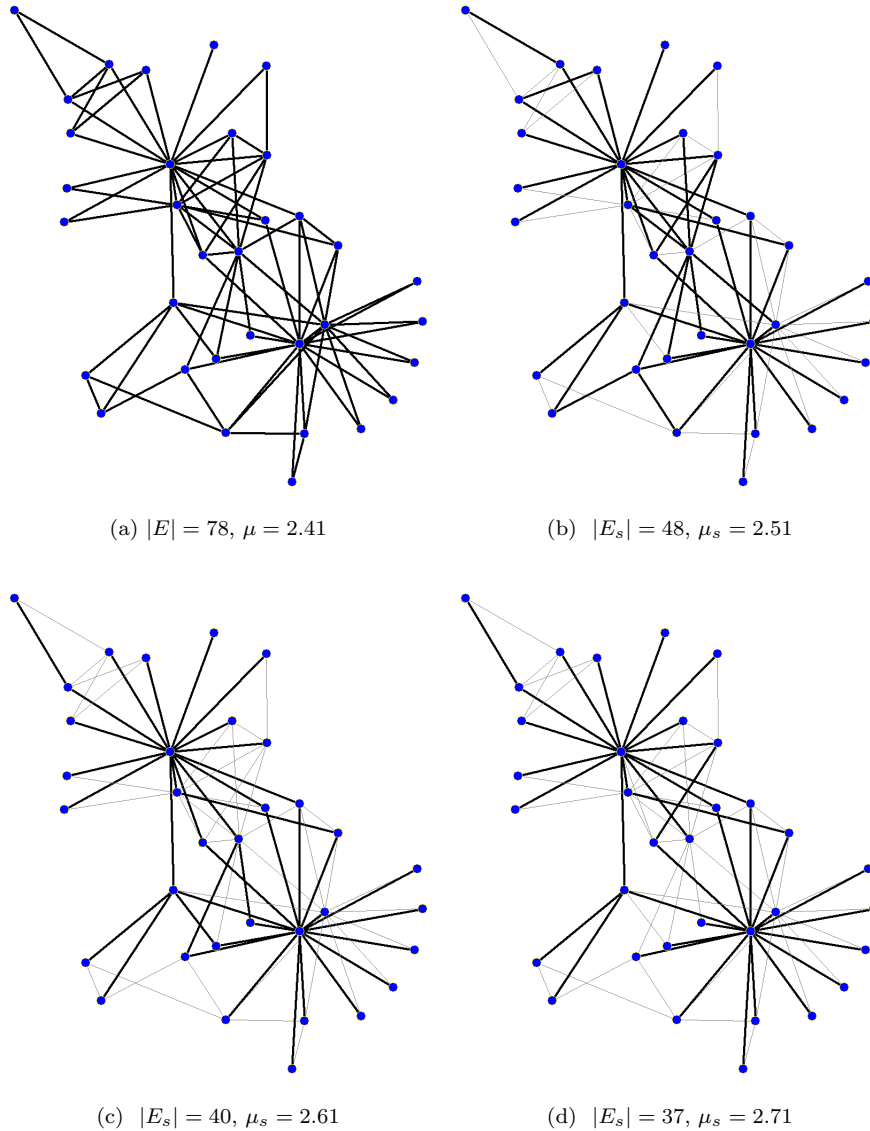 (a) |E| = 78, μ = 2.41
(b) |E_s| = 48, μ_s = 2.51
(c) |E_s| = 40, μ_s = 2.61
(d) |E_s| = 37, μ_s = 2.71